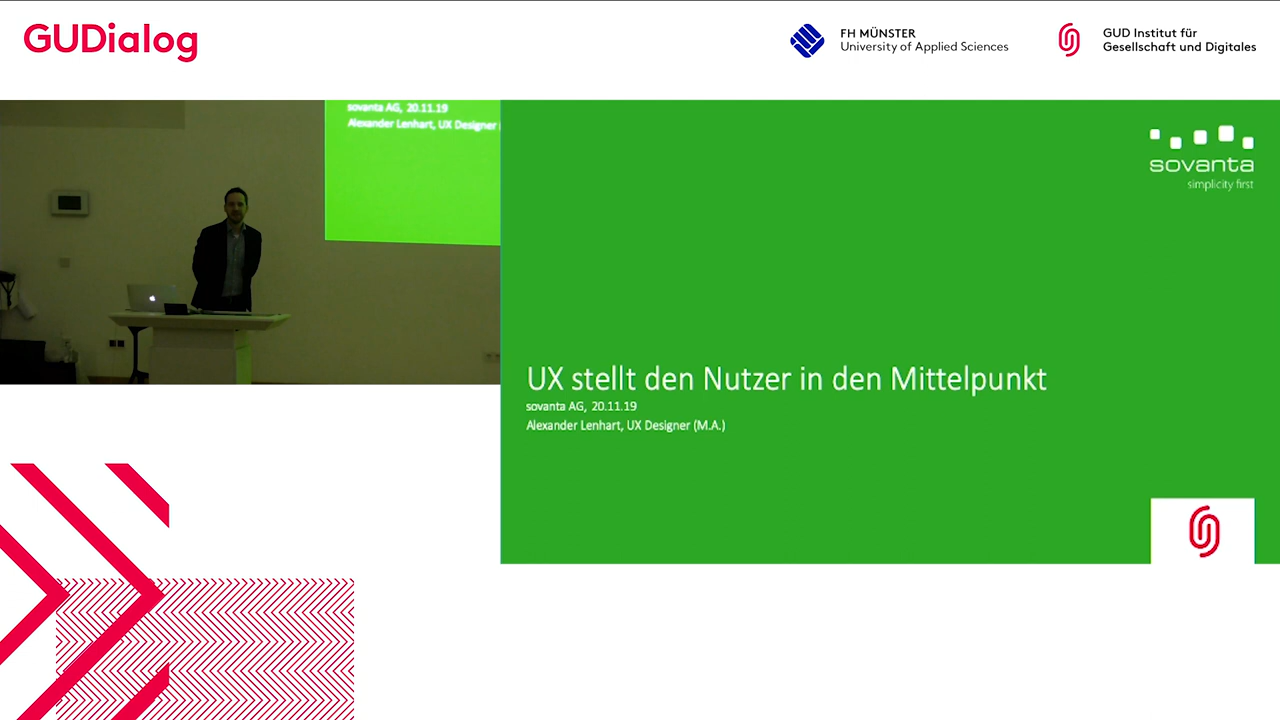 GUDialog
FH MÜNSTER
University of Applied Sciences
GUD Institut für
Gesellschaft und Digitales
sovanta AG, 20.11.19
Alexander Lenhart, UX Designer
sovanta
simplicity first
UX stellt den Nutzer in den Mittelpunkt
sovanta AG, 20.11.19
Alexander Lenhart, UX Designer (M.A.)